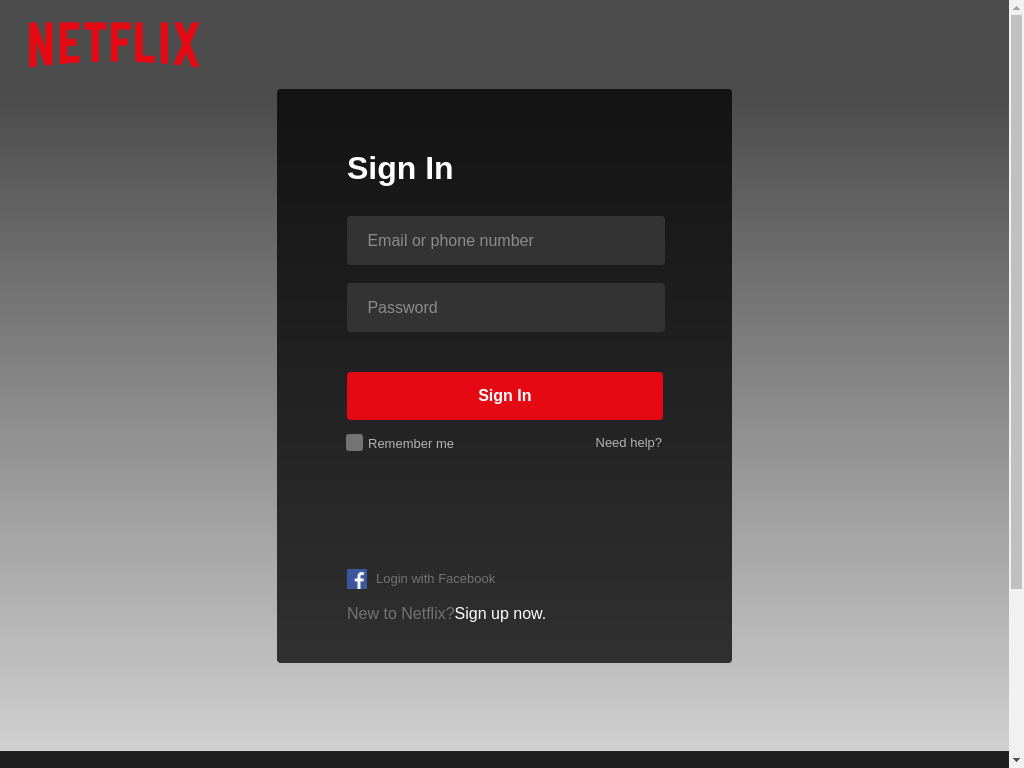 NETFLIX
Sign In
Email or phone number
Password
Sign In
Remember me
Need help?
Login with Facebook
New to Netflix?Sign up now.